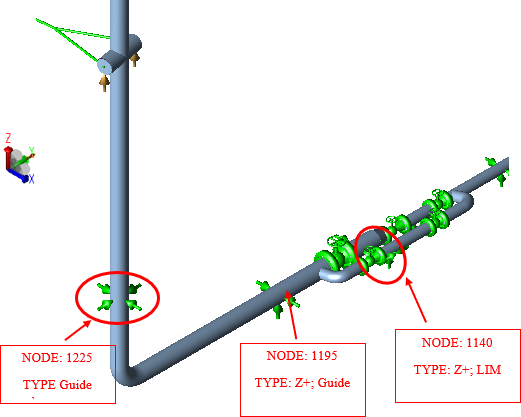 Z
Y
X
NODE: 1225
TYPE Guide
NODE: 1195
TYPE: Z+; Guide
NODE: 1140
TYPE: Z+; LIM